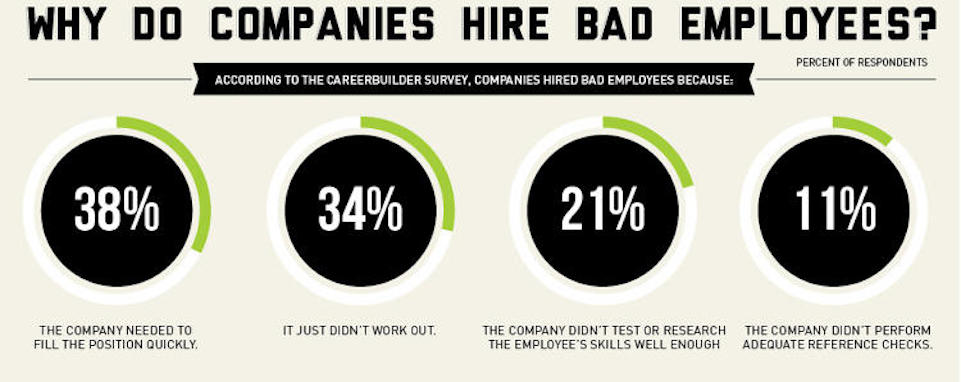 WHY DO COMPANIES HIRE BAD EMPLOYEES?
PERCENT OF RESPONDENTS
ACCORDING TO THE CAREERBUILDER SURVEY, COMPANIES HIRED BAD EMPLOYEES BECAUSE:
38%
THE COMPANY NEEDED TO
FILL THE POSITION QUICKLY.
34%
IT JUST DIDN'T WORK OUT.
21%
THE COMPANY DIDN'T TEST OR RESEARCH
THE EMPLOYEE'S SKILLS WELL ENOUGH
11%
THE COMPANY DIDN'T PERFORM
ADEQUATE REFERENCE CHECKS.